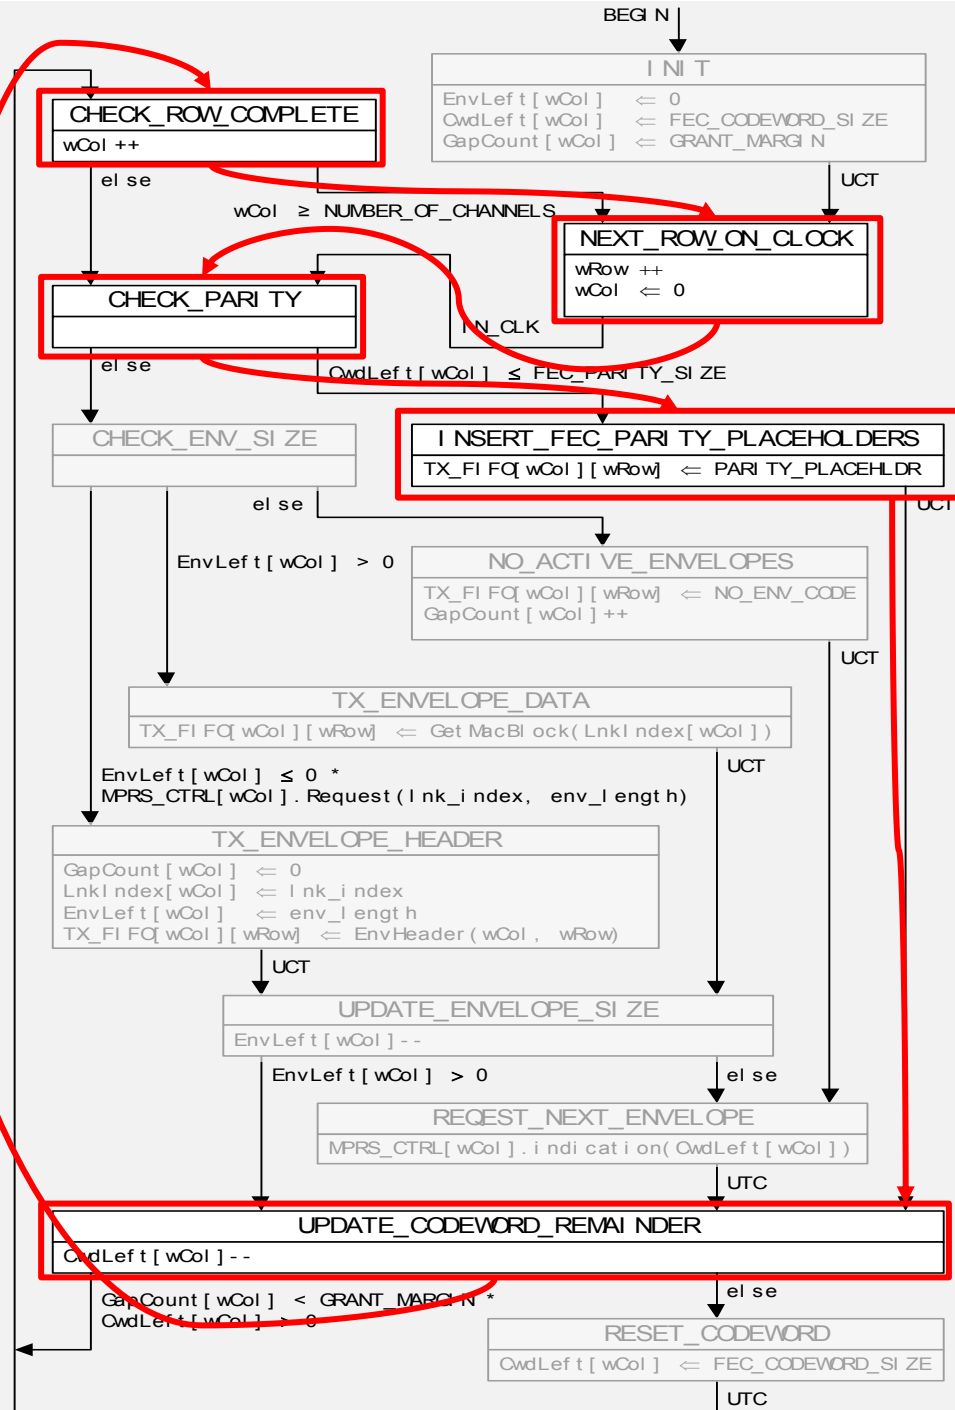 BEGIN
INIT
EnvLeft[wCol] ⇐ 0
CwdLeft[wCol] ⇐ FEC_CODEWORD_SIZE
GapCount[wCol] ⇐ GRANT_MARGIN
CHECK_ROW_COMPLETE
wCol++
else
UCT
wCol ≥ NUMBER_OF_CHANNELS
NEXT_ROW_ON_CLOCK
wRow ++
wCol ⇐ 0
CHECK_PARITY
IN_CLK
else
CwdLeft[wCol] ≤ FEC_PARITY_SIZE
CHECK_ENV_SIZE
INSERT_FEC_PARITY_PLACEHOLDERS
TX_FIFO[wCol][wRow] ⇐ PARITY_PLACEHLDR
else
UCT
EnvLeft[wCol] > 0
NO_ACTIVE_ENVELOPES
TX_FIFO[wCol][wRow] ⇐ NO_ENV_CODE
GapCount[wCol]++
UCT
TX_ENVELOPE_DATA
TX_FIFO[wCol][wRow] ⇐ GetMacBlock(LnkIndex[wCol])
UCT
EnvLeft[wCol] ≤ 0 *
MPRS_CTRL[wCol].Request(lnk_index, env_length)
TX_ENVELOPE_HEADER
GapCount[wCol] ⇐ 0
LnkIndex[wCol] ⇐ lnk_index
EnvLeft[wCol] ⇐ env_length
TX_FIFO[wCol][wRow] ⇐ EnvHeader(wCol, wRow)
UCT
UPDATE_ENVELOPE_SIZE
EnvLeft[wCol]--
EnvLeft[wCol] > 0
else
REQEST_NEXT_ENVELOPE
MPRS_CTRL[wCol].indication(CwdLeft[wCol])
UTC
UPDATE_CODEWORD_REMAINDER
CwdLeft[wCol]--
GapCount[wCol] < GRANT_MARGIN *
CwdLeft[wCol] > 0
else
RESET_CODEWORD
CwdLeft[wCol] ⇐ FEC_CODEWORD_SIZE
UTC